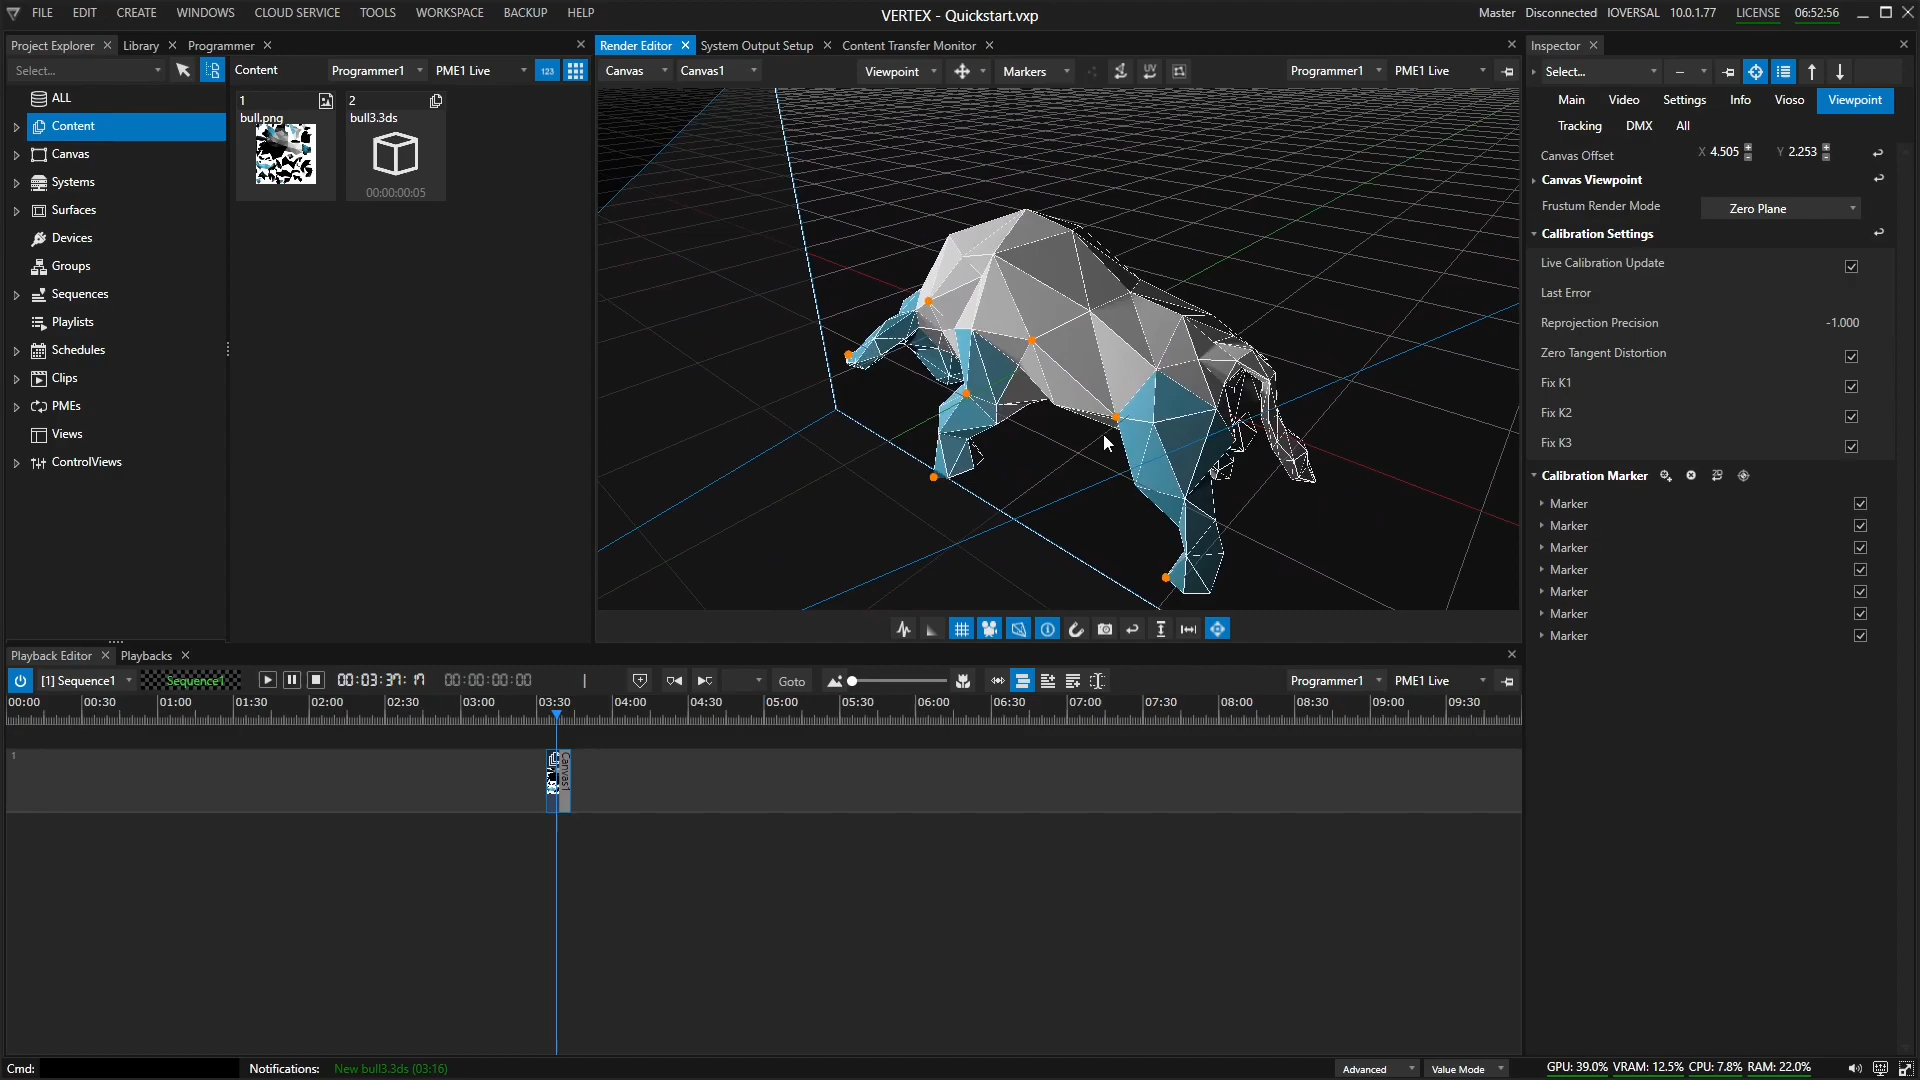 FILE EDIT CREATE WINDOWS CLOUD SERVICE TOOLS WORKSPACE BACKUP HELP VERTEX - Quickstart.vxp Master Disconnected IOVERSAL 10.0.1.77 LICENSE 06:52:56
Project Explorer Library Programmer
Select...
ALL
Content
Canvas
Systems
Surfaces
Devices
Groups
Sequences
Playlists
Schedules
Clips
PMEs
Views
ControlViews
Content Programmer1 PME1 Live 123
1
bull.png
2
bull3.3ds
00:00:00:05
Render Editor System Output Setup Content Transfer Monitor
Canvas Canvas1 Viewpoint Markers UV Programmer1 PME1 Live
Inspector
Select... –
Main Video Settings Info Vioso Viewpoint
Tracking DMX All
Canvas Offset X 4.505 Y 2.253
Canvas Viewpoint
Frustum Render Mode Zero Plane
Calibration Settings
Live Calibration Update
Last Error
Reprojection Precision -1.000
Zero Tangent Distortion
Fix K1
Fix K2
Fix K3
Calibration Marker
Marker
Marker
Marker
Marker
Marker
Marker
Marker
Playback Editor Playbacks
[1] Sequence1 Sequence1 00:03:37:17 00:00:00:00 Goto Programmer1 PME1 Live
00:00 00:30 01:00 01:30 02:00 02:30 03:00 03:30 04:00 04:30 05:00 05:30 06:00 06:30 07:00 07:30 08:00 08:30 09:00 09:30
1
Canvas1
Cmd: Notifications: New bull3.3ds (03:16) Advanced Value Mode GPU: 39.0% VRAM: 12.5% CPU: 7.8% RAM: 22.0%